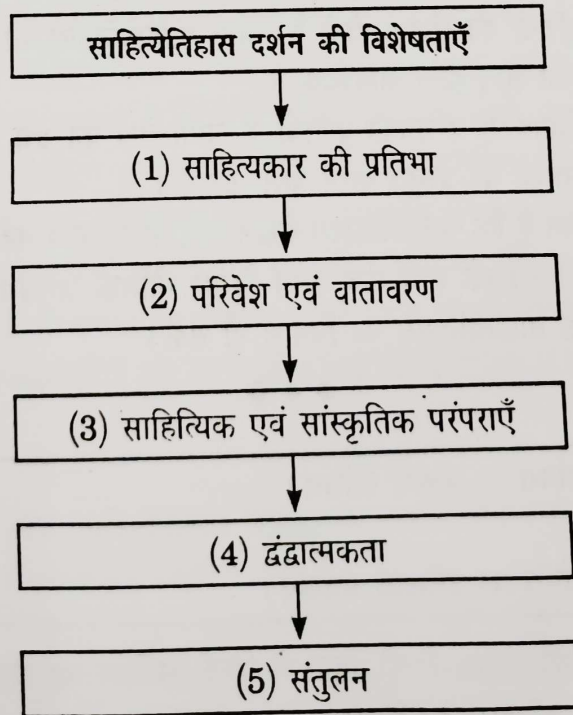 साहित्येतिहास दर्शन की विशेषताएँ
(1) साहित्यकार की प्रतिभा
(2) परिवेश एवं वातावरण
(3) साहित्यिक एवं सांस्कृतिक परंपराएँ
(4) द्वंद्वात्मकता
(5) संतुलन